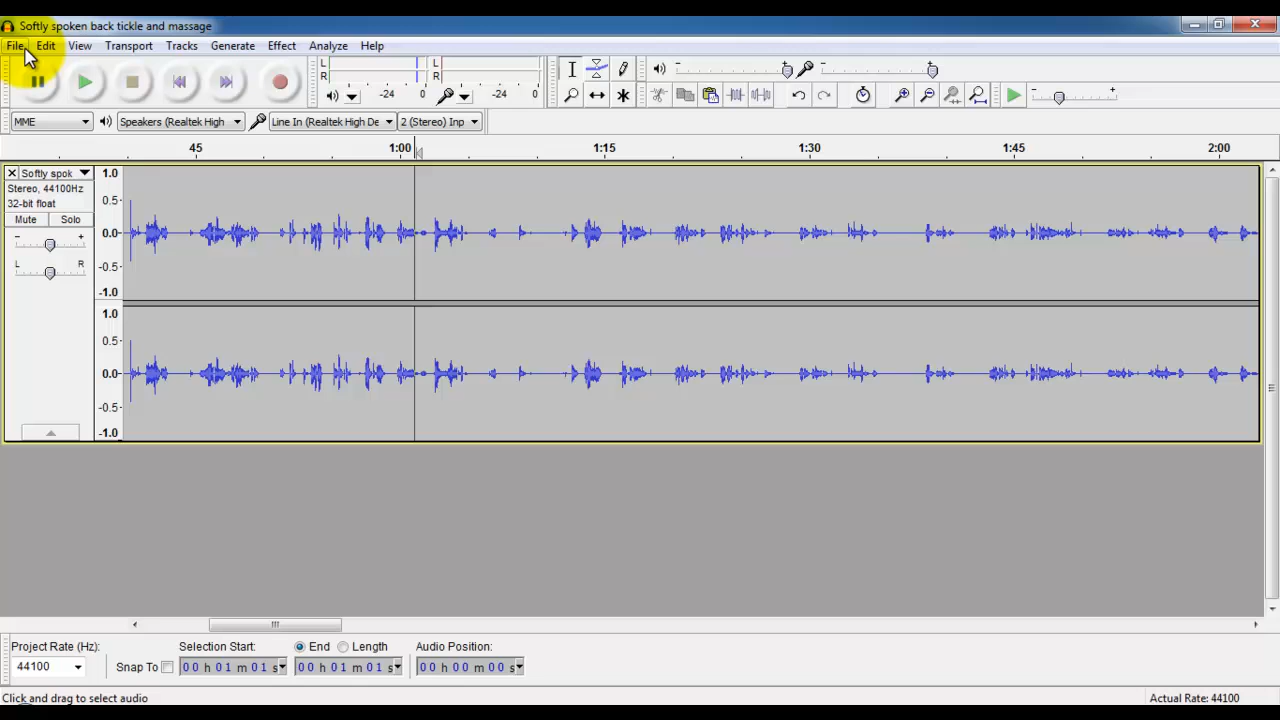 Softly spoken back tickle and massage
File Edit View Transport Tracks Generate Effect Analyze Help
L R -24 0 L R -24 0
MME Speakers (Realtek High Line In (Realtek High De 2 (Stereo) Inp
45 1:00 1:15 1:30 1:45 2:00
Softly spok
Stereo, 44100Hz
32-bit float
Mute Solo
- +
L R
1.0
0.5
0.0
-0.5
-1.0
1.0
0.5
0.0
-0.5
-1.0
Project Rate (Hz): Selection Start: End Length Audio Position:
44100 Snap To 00 h 01 m 01 s 00 h 01 m 01 s 00 h 00 m 00 s
Click and drag to select audio Actual Rate: 44100